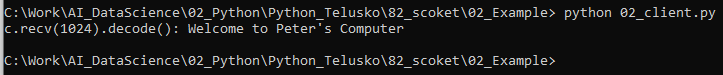 C:\Work\AI_DataScience\02_Python\Python_Telusko\82_scoket\02_Example> python 02_client.py
c.recv(1024).decode(): Welcome to Peter's Computer
C:\Work\AI_DataScience\02_Python\Python_Telusko\82_scoket\02_Example>